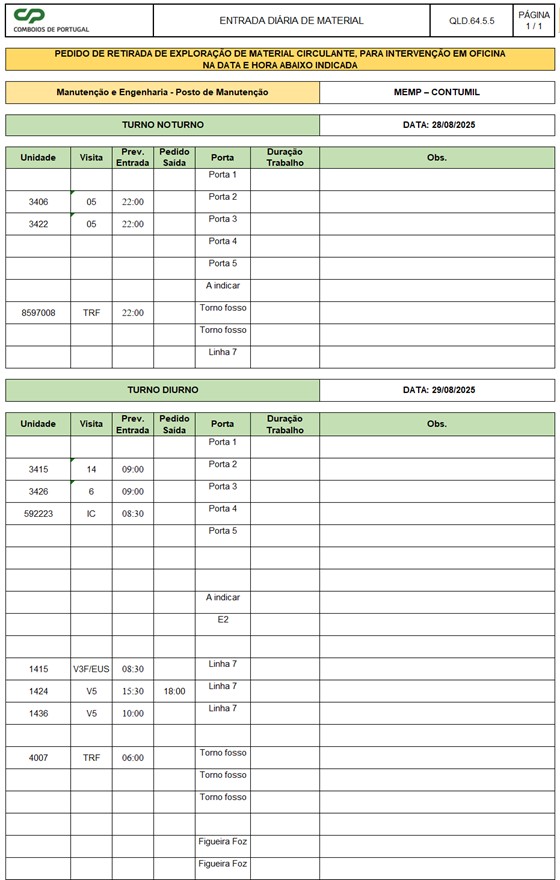 CP
COMBOIOS DE PORTUGAL
ENTRADA DIÁRIA DE MATERIAL
QLD.64.5.5
PÁGINA
1 / 1
PEDIDO DE RETIRADA DE EXPLORAÇÃO DE MATERIAL CIRCULANTE, PARA INTERVENÇÃO EM OFICINA
NA DATA E HORA ABAIXO INDICADA
Manutenção e Engenharia - Posto de Manutenção MEMP – CONTUMIL
TURNO NOTURNO DATA: 28/08/2025
Unidade Visita Prev. Entrada Pedido Saída Porta Duração Trabalho Obs.
Porta 1
3406 05 22:00 Porta 2
3422 05 22:00 Porta 3
Porta 4
Porta 5
A indicar
8597008 TRF 22:00 Torno fosso
Torno fosso
Linha 7
TURNO DIURNO DATA: 29/08/2025
Unidade Visita Prev. Entrada Pedido Saída Porta Duração Trabalho Obs.
Porta 1
3415 14 09:00 Porta 2
3426 6 09:00 Porta 3
592223 IC 08:30 Porta 4
Porta 5
A indicar
E2
1415 V3F/EUS 08:30 Linha 7
1424 V5 15:30 18:00 Linha 7
1436 V5 10:00 Linha 7
4007 TRF 06:00 Torno fosso
Torno fosso
Torno fosso
Figueira Foz
Figueira Foz